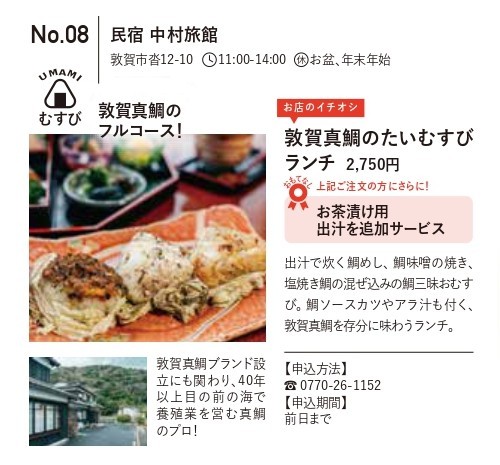 No.08
民宿 中村旅館
敦賀市沓12-10 11:00-14:00 休 お盆、年末年始
UMAMI
むすび
敦賀真鯛の
フルコース!
お店のイチオシ
敦賀真鯛のたいむすび
ランチ 2,750円
おもてなし
上記ご注文の方にさらに!
お茶漬け用
出汁を追加サービス
出汁で炊く鯛めし、鯛味噌の焼き、
塩焼き鯛の混ぜ込みの鯛三昧おむす
び。鯛ソースカツやアラ汁も付く、
敦賀真鯛を存分に味わうランチ。
敦賀真鯛ブランド設
立にも関わり、40年
以上目の前の海で
養殖業を営む真鯛
のプロ!
【申込方法】
☎ 0770-26-1152
【申込期間】
前日まで